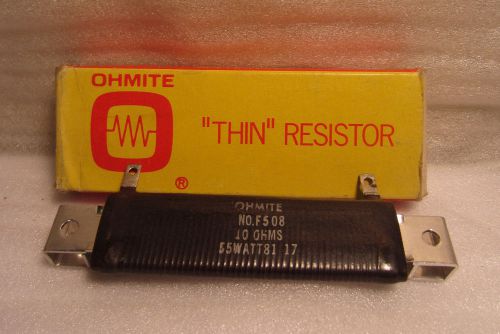 OHMITE
"THIN" RESISTOR
®
OHMITE
NO.F508
10 OHMS
55WATT81 17